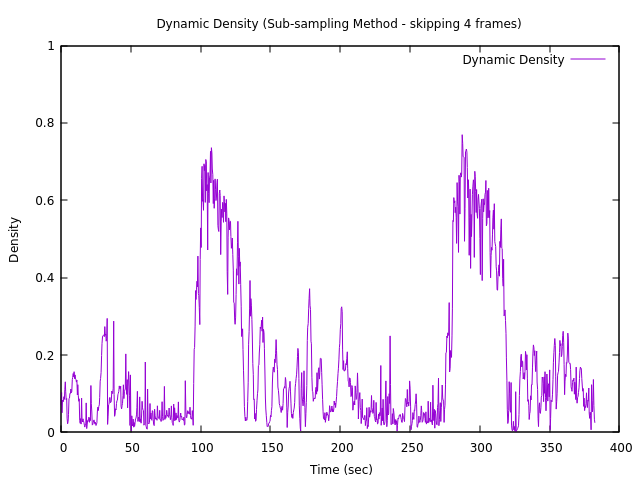 Dynamic Density (Sub-sampling Method - skipping 4 frames)
Dynamic Density
1
0.8
0.6
0.4
0.2
0
Density
0 50 100 150 200 250 300 350 400
Time (sec)